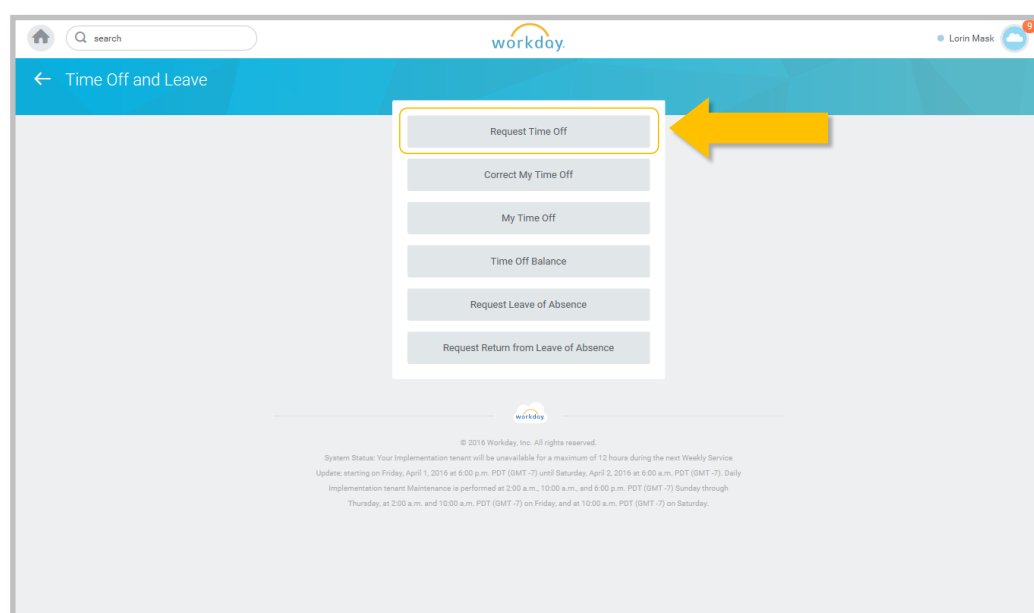 search
workday.
Lorin Mask
9
Time Off and Leave
Request Time Off
Correct My Time Off
My Time Off
Time Off Balance
Request Leave of Absence
Request Return from Leave of Absence
workday
© 2016 Workday, Inc. All rights reserved.
System Status: Your Implementation tenant will be unavailable for a maximum of 12 hours during the next Weekly Service
Update; starting on Friday, April 1, 2016 at 6:00 p.m. PDT (GMT -7) until Saturday, April 2, 2016 at 6:00 a.m. PDT (GMT -7). Daily
Implementation tenant Maintenance is performed at 2:00 a.m., 10:00 a.m., and 6:00 p.m. PDT (GMT -7) Sunday through
Thursday, at 2:00 a.m. and 10:00 a.m. PDT (GMT -7) on Friday, and at 10:00 a.m. PDT (GMT -7) on Saturday.